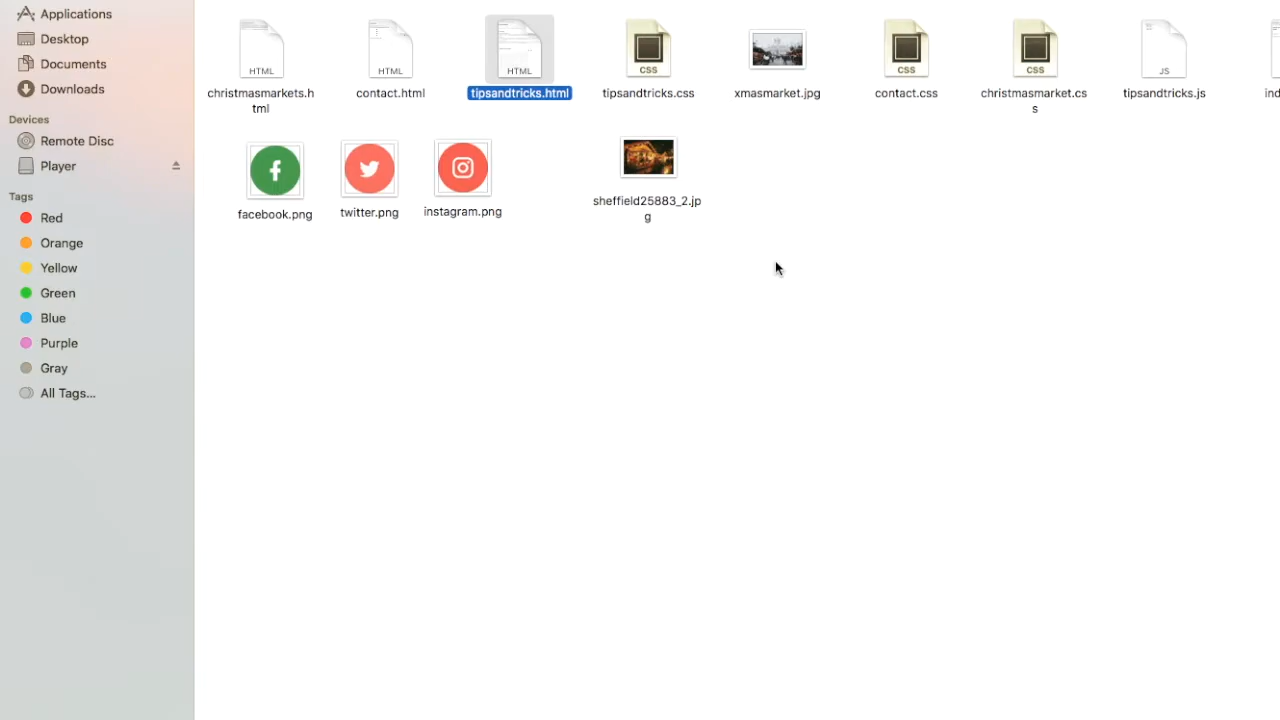 Applications
Desktop
Documents
Downloads
Devices
Remote Disc
Player
Tags
Red
Orange
Yellow
Green
Blue
Purple
Gray
All Tags...
HTML
HTML
HTML
CSS
CSS
CSS
JS
christmasmarkets.h
tml
contact.html
tipsandtricks.html
tipsandtricks.css
xmasmarket.jpg
contact.css
christmasmarket.cs
s
tipsandtricks.js
ind
facebook.png
twitter.png
instagram.png
sheffield25883_2.jp
g